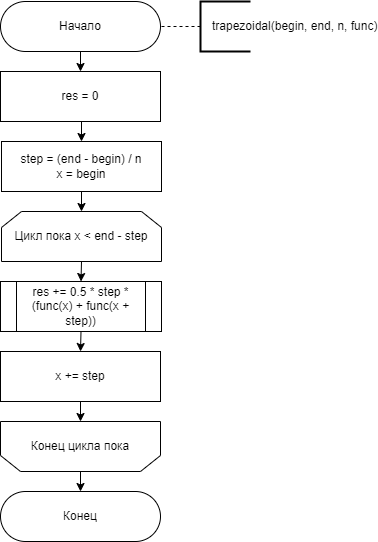 Начало
trapezoidal(begin, end, n, func)
res = 0
step = (end - begin) / n
x = begin
Цикл пока x < end - step
res += 0.5 * step *
(func(x) + func(x +
step))
x += step
Конец цикла пока
Конец